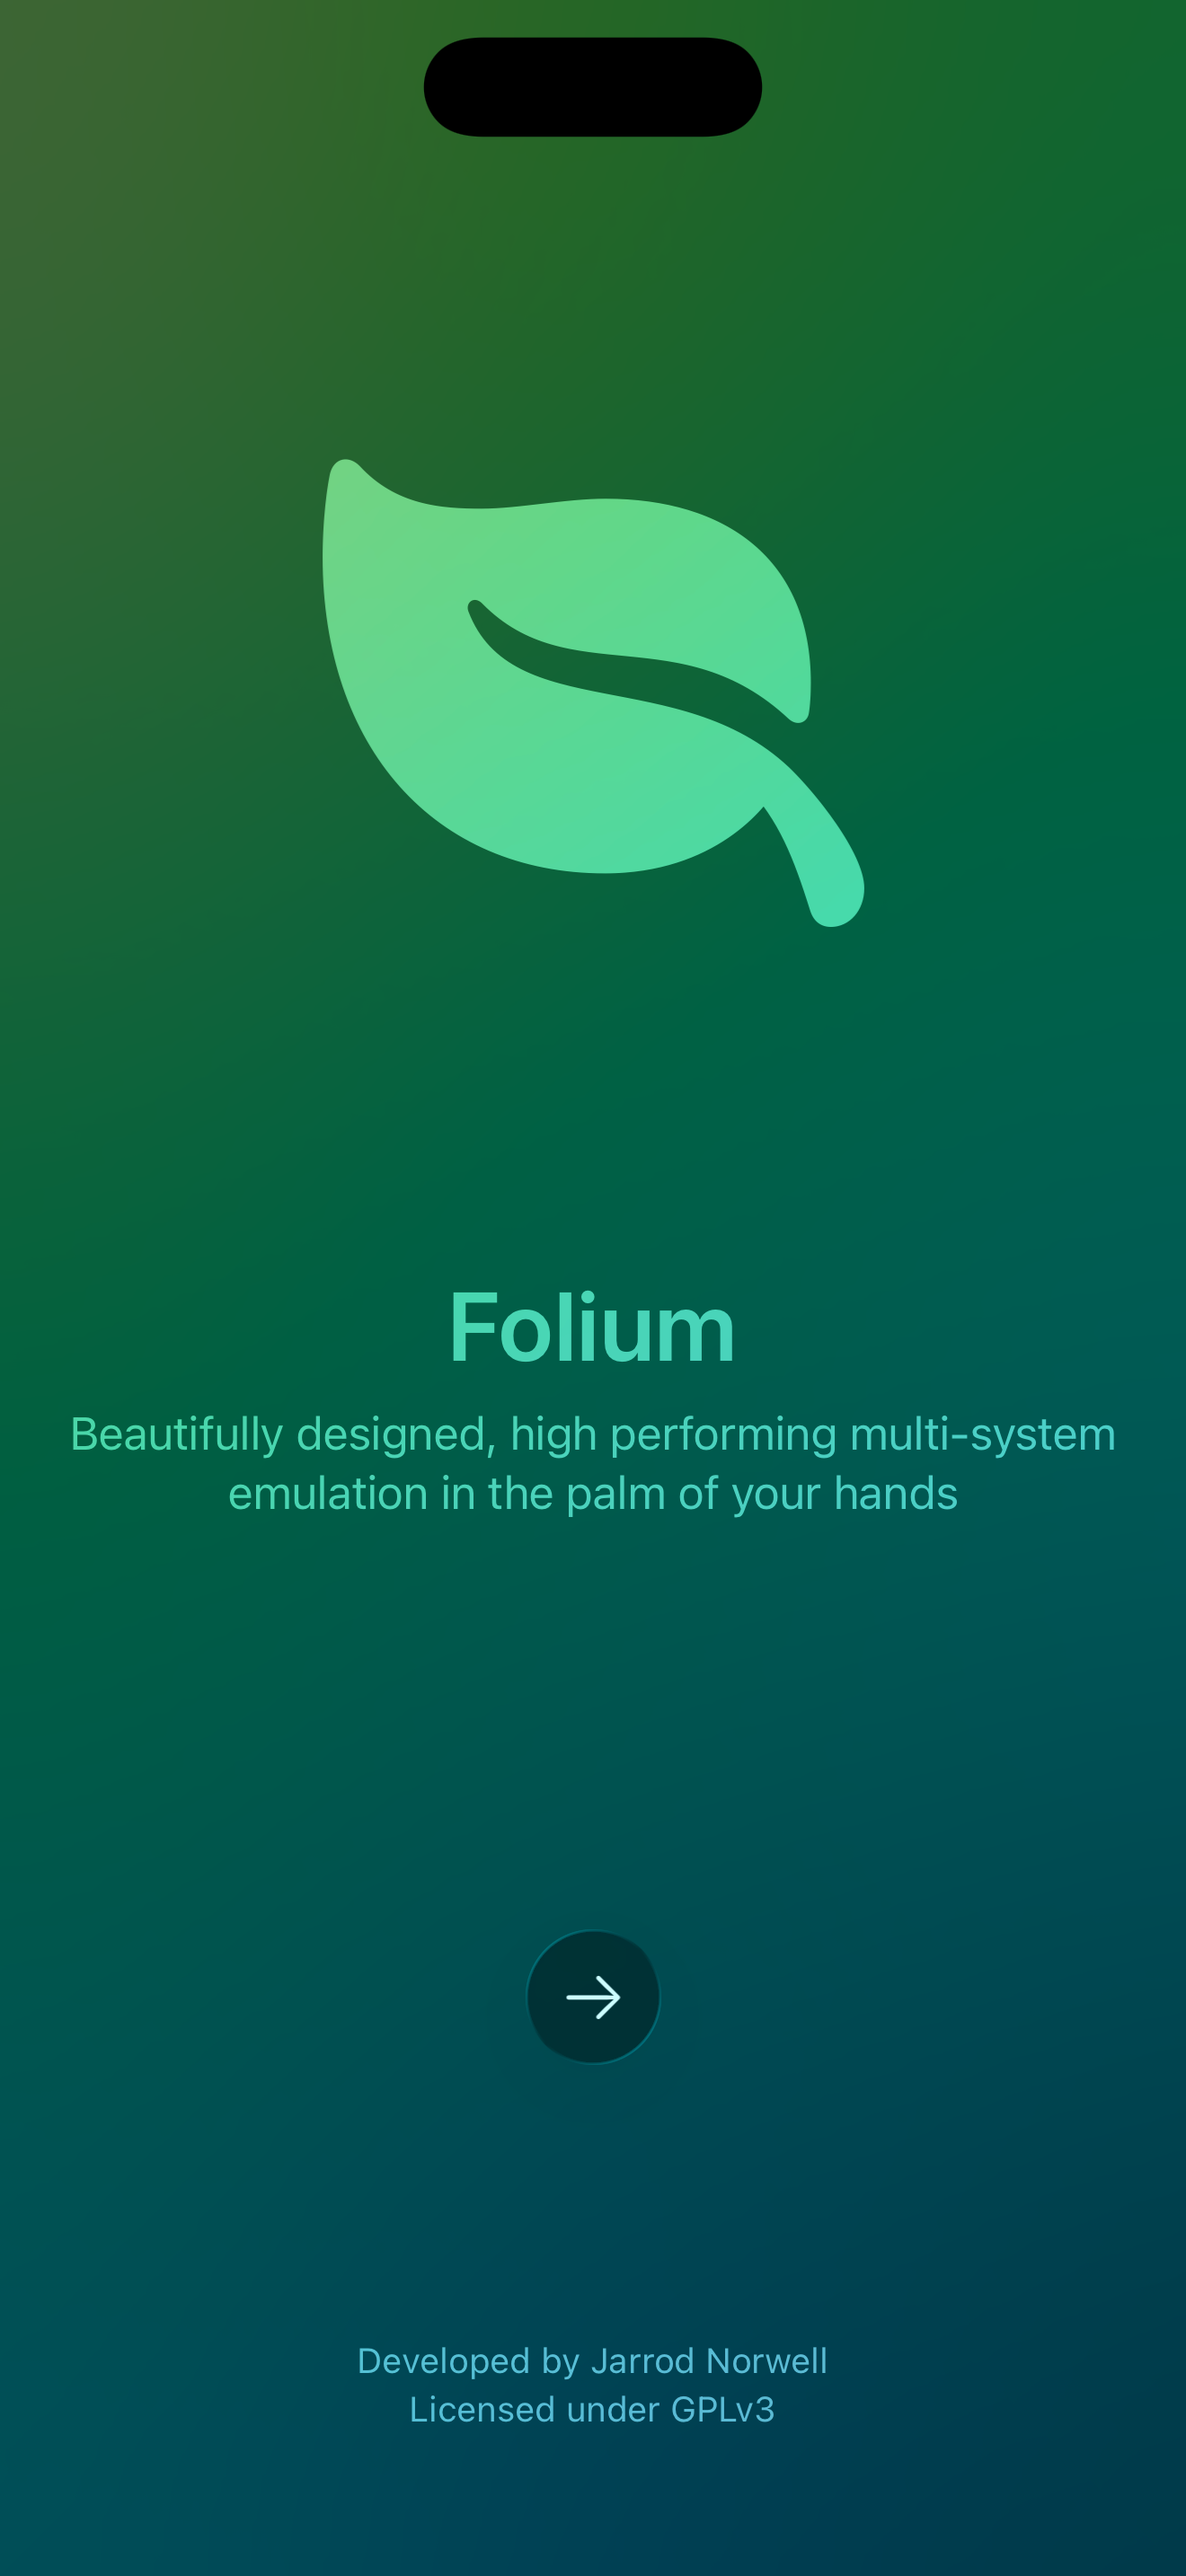 Folium
Beautifully designed, high performing multi-system
emulation in the palm of your hands
Developed by Jarrod Norwell
Licensed under GPLv3